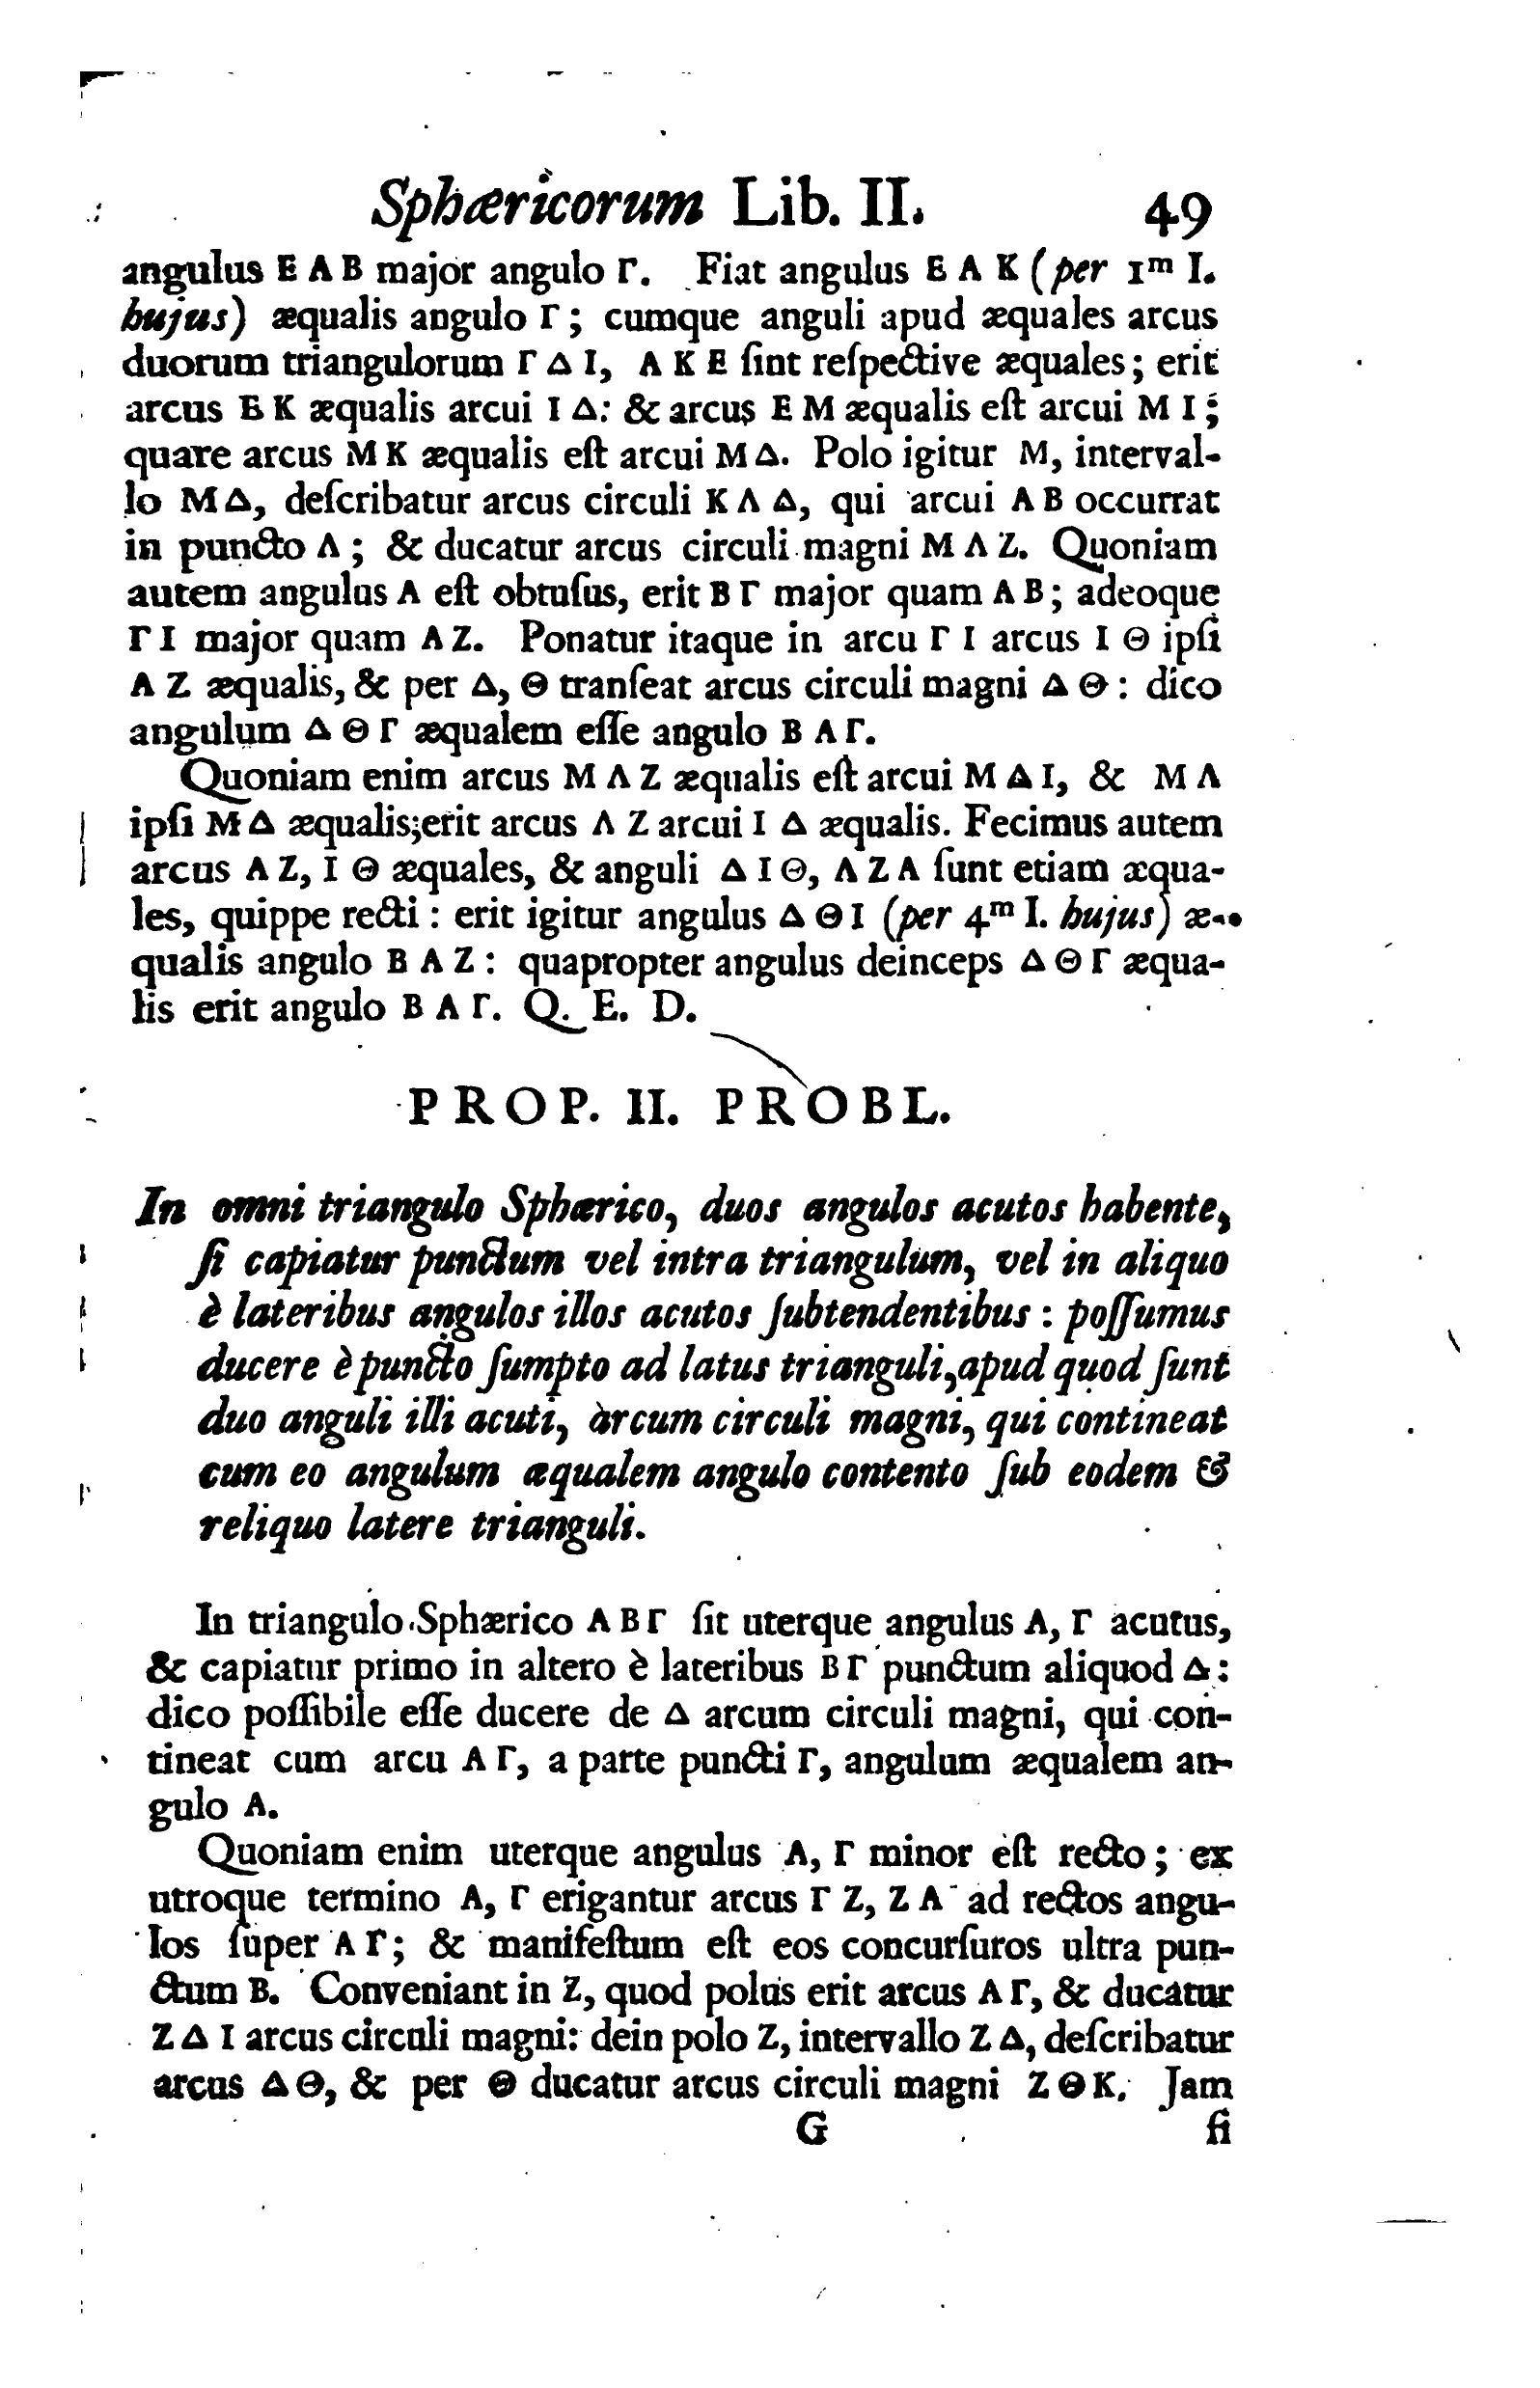 Sphæricorum Lib. II. 49
angulus Ε Α Β major angulo Γ. Fiat angulus Ε Α Κ (per 1ᵐ I.
hujus) æqualis angulo Γ; cumque anguli apud æquales arcus
duorum triangulorum Γ Δ Ι, Α Κ Ε ſint reſpective æquales; erit
arcus Ε Κ æqualis arcui Ι Δ: & arcus Ε Μ æqualis eſt arcui Μ Ι;
quare arcus Μ Κ æqualis eſt arcui Μ Δ. Polo igitur Μ, interval-
lo Μ Δ, deſcribatur arcus circuli Κ Λ Δ, qui arcui Α Β occurrat
in puncto Λ; & ducatur arcus circuli magni Μ Λ Ζ. Quoniam
autem angulus Α eſt obtuſus, erit Β Γ major quam Α Β; adeoque
Γ Ι major quam Α Ζ. Ponatur itaque in arcu Γ Ι arcus Ι Θ ipſi
Α Ζ æqualis, & per Δ, Θ tranſeat arcus circuli magni Δ Θ: dico
angulum Δ Θ Γ æqualem eſſe angulo Β Α Γ.
Quoniam enim arcus Μ Λ Ζ æqualis eſt arcui Μ Δ Ι, & Μ Λ
ipſi Μ Δ æqualis; erit arcus Λ Ζ arcui Ι Δ æqualis. Fecimus autem
arcus Α Ζ, Ι Θ æquales, & anguli Δ Ι Θ, Λ Ζ Α ſunt etiam æqua-
les, quippe recti: erit igitur angulus Δ Θ Ι (per 4ᵐ I. hujus) æ-
qualis angulo Β Α Ζ: quapropter angulus deinceps Δ Θ Γ æqua-
lis erit angulo Β Α Γ. Q. E. D.
PROP. II. PROBL.
In omni triangulo Sphærico, duos angulos acutos habente,
ſi capiatur punctum vel intra triangulum, vel in aliquo
è lateribus angulos illos acutos ſubtendentibus: poſſumus
ducere è puncto ſumpto ad latus trianguli, apud quod ſunt
duo anguli illi acuti, arcum circuli magni, qui contineat
cum eo angulum æqualem angulo contento ſub eodem &
reliquo latere trianguli.
In triangulo Sphærico Α Β Γ ſit uterque angulus Α, Γ acutus,
& capiatur primo in altero è lateribus Β Γ punctum aliquod Δ:
dico poſſibile eſſe ducere de Δ arcum circuli magni, qui con-
tineat cum arcu Α Γ, a parte puncti Γ, angulum æqualem an-
gulo Α.
Quoniam enim uterque angulus Α, Γ minor eſt recto; ex
utroque termino Α, Γ erigantur arcus Γ Ζ, Ζ Α ad rectos angu-
los ſuper Α Γ; & manifeſtum eſt eos concurſuros ultra pun-
ctum Β. Conveniant in Ζ, quod polus erit arcus Α Γ, & ducatur
Ζ Δ Ι arcus circuli magni: dein polo Ζ, intervallo Ζ Δ, deſcribatur
arcus Δ Θ, & per Θ ducatur arcus circuli magni Ζ Θ Κ. Jam
G ſi